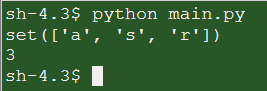 sh-4.3$ python main.py
set(['a', 's', 'r'])
3
sh-4.3$